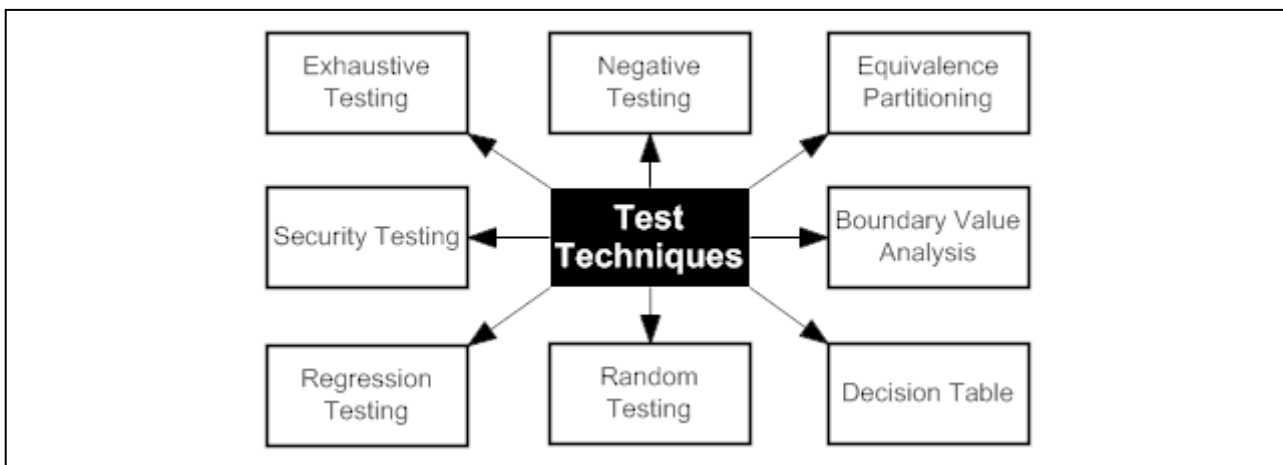 Exhaustive
Testing
Negative
Testing
Equivalence
Partitioning
Security Testing
Test
Techniques
Boundary Value
Analysis
Regression
Testing
Random
Testing
Decision Table